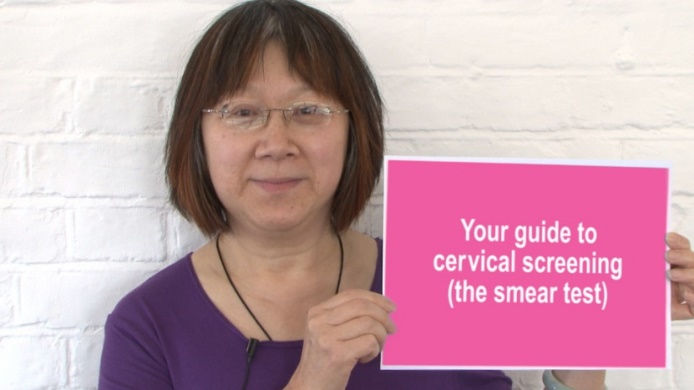 Your guide to
cervical screening
(the smear test)